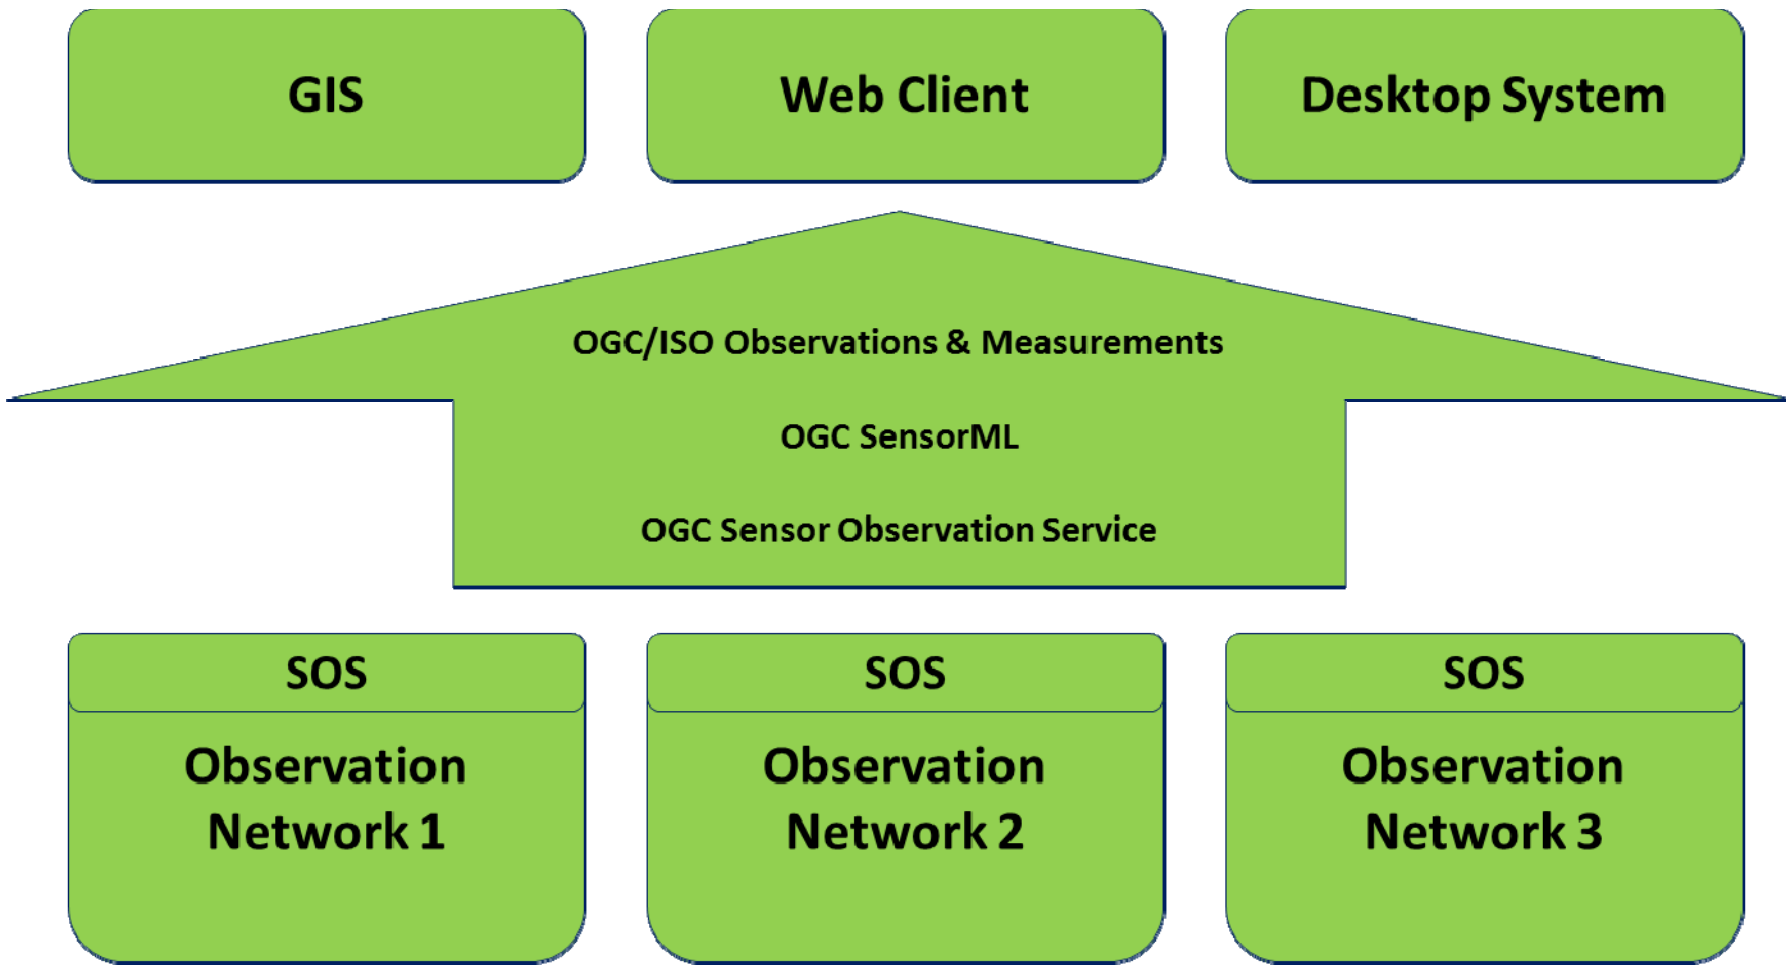 GIS
Web Client
Desktop System
OGC/ISO Observations & Measurements
OGC SensorML
OGC Sensor Observation Service
SOS
Observation
Network 1
SOS
Observation
Network 2
SOS
Observation
Network 3